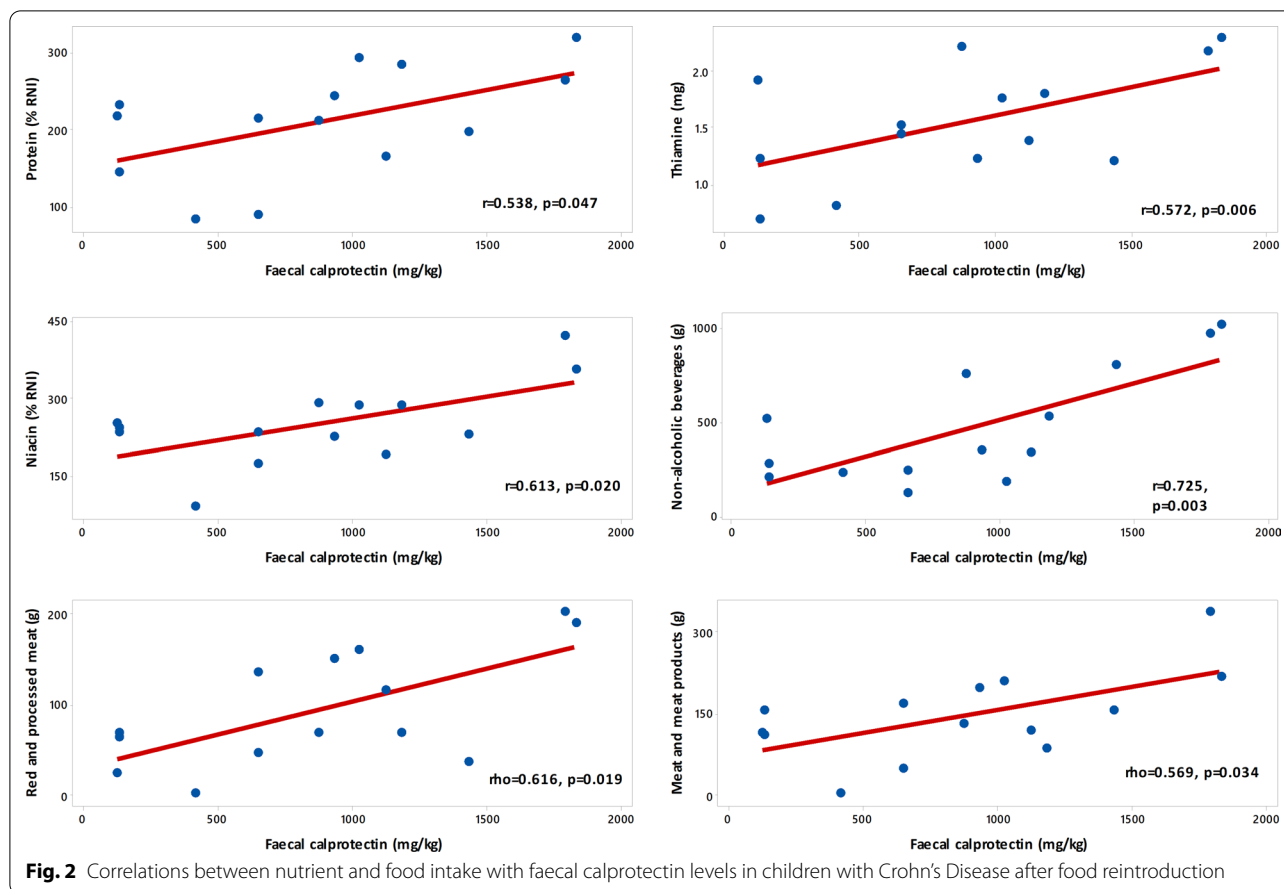 Protein (% RNI)
300
200
100
r=0.538, p=0.047
0 500 1000 1500 2000
Faecal calprotectin (mg/kg)
Thiamine (mg)
2.0
1.5
1.0
r=0.572, p=0.006
0 500 1000 1500 2000
Faecal calprotectin (mg/kg)
Niacin (% RNI)
450
300
150
r=0.613, p=0.020
0 500 1000 1500 2000
Faecal calprotectin (mg/kg)
Non-alcoholic beverages (g)
1000
500
0
r=0.725,
p=0.003
0 500 1000 1500 2000
Faecal calprotectin (mg/kg)
Red and processed meat (g)
200
100
0
rho=0.616, p=0.019
0 500 1000 1500 2000
Faecal calprotectin (mg/kg)
Meat and meat products (g)
300
150
0
rho=0.569, p=0.034
0 500 1000 1500 2000
Faecal calprotectin (mg/kg)
Fig. 2 Correlations between nutrient and food intake with faecal calprotectin levels in children with Crohn's Disease after food reintroduction